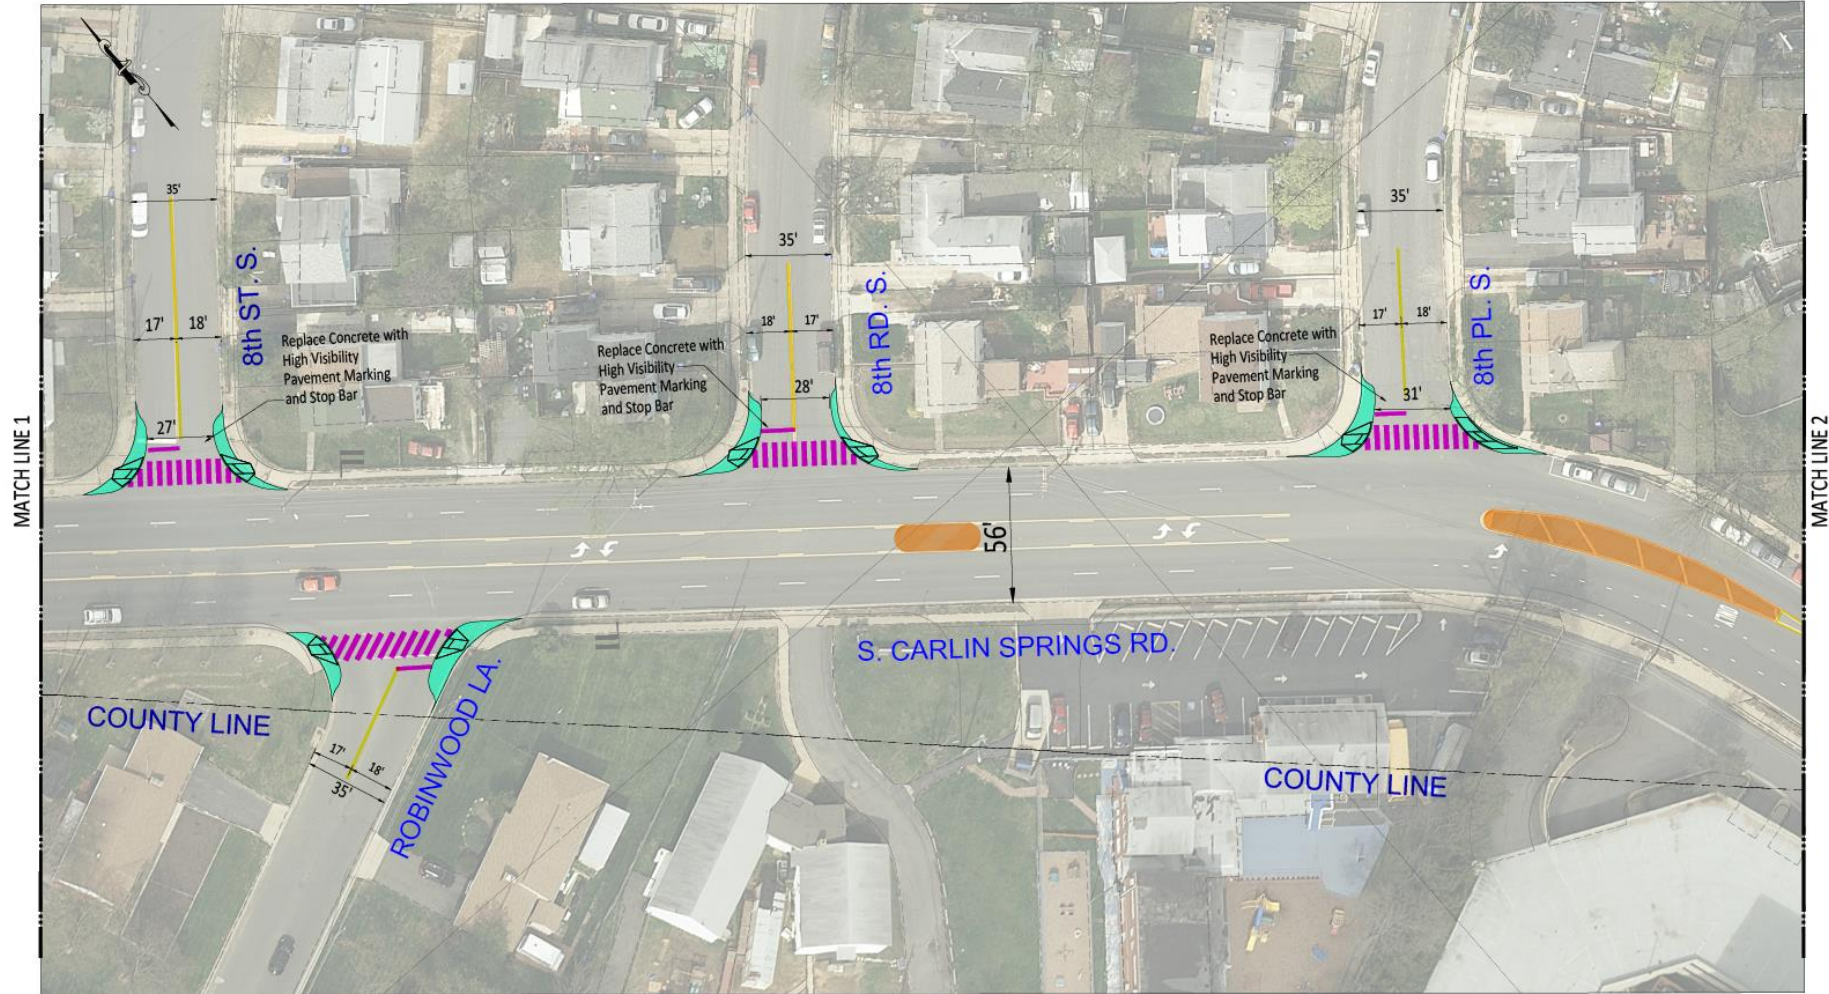 35'
17'
18'
8th ST. S.
Replace Concrete with
High Visibility
Pavement Marking
and Stop Bar
27'
35'
18'
17'
8th RD. S.
Replace Concrete with
High Visibility
Pavement Marking
and Stop Bar
28'
35'
17'
18'
8th PL. S.
Replace Concrete with
High Visibility
Pavement Marking
and Stop Bar
31'
MATCH LINE 1
MATCH LINE 2
56'
S. CARLIN SPRINGS RD.
ROBINWOOD LA.
COUNTY LINE
17'
18'
35'
COUNTY LINE